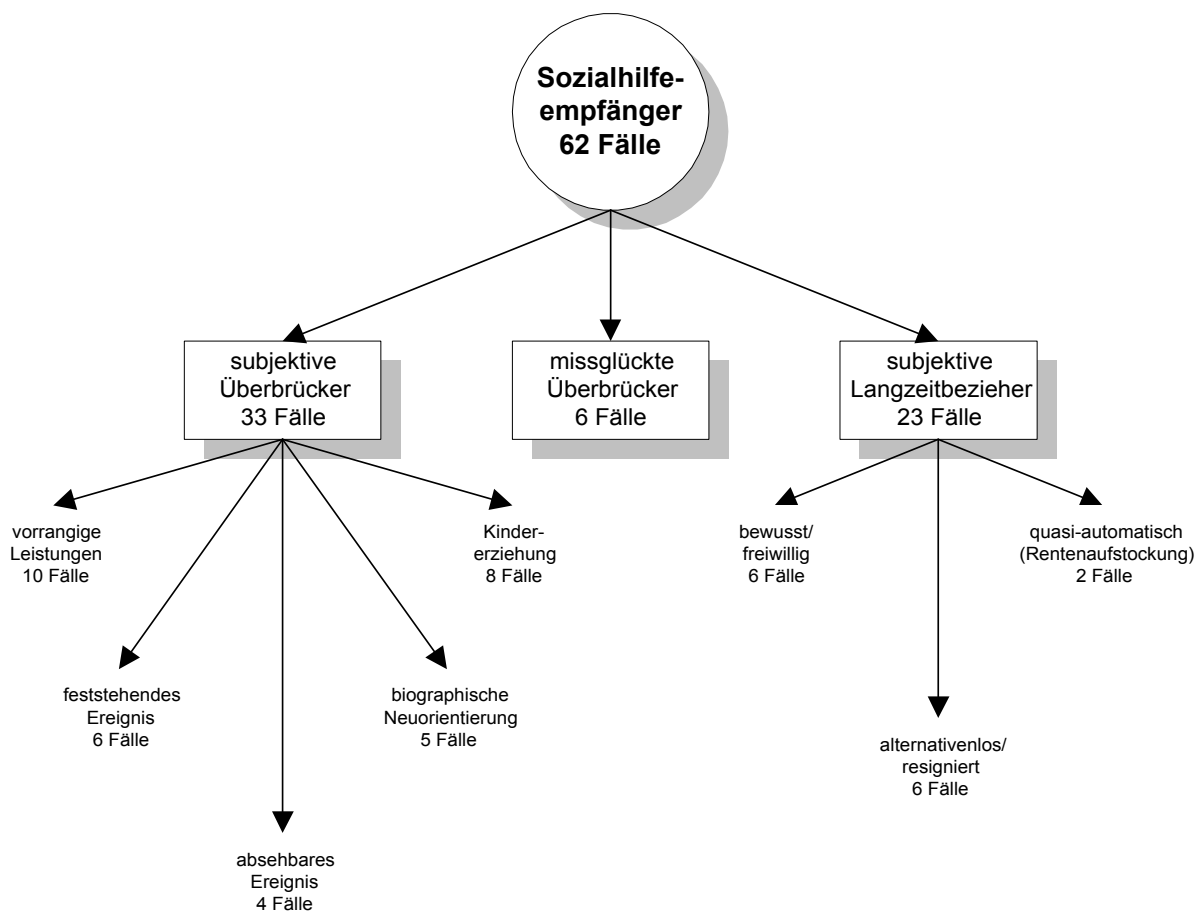 Sozialhilfe-
empfänger
62 Fälle
subjektive
Überbrücker
33 Fälle
missglückte
Überbrücker
6 Fälle
subjektive
Langzeitbezieher
23 Fälle
vorrangige
Leistungen
10 Fälle
feststehendes
Ereignis
6 Fälle
absehbares
Ereignis
4 Fälle
biographische
Neuorientierung
5 Fälle
Kinder-
erziehung
8 Fälle
bewusst/
freiwillig
6 Fälle
alternativenlos/
resigniert
6 Fälle
quasi-automatisch
(Rentenaufstockung)
2 Fälle